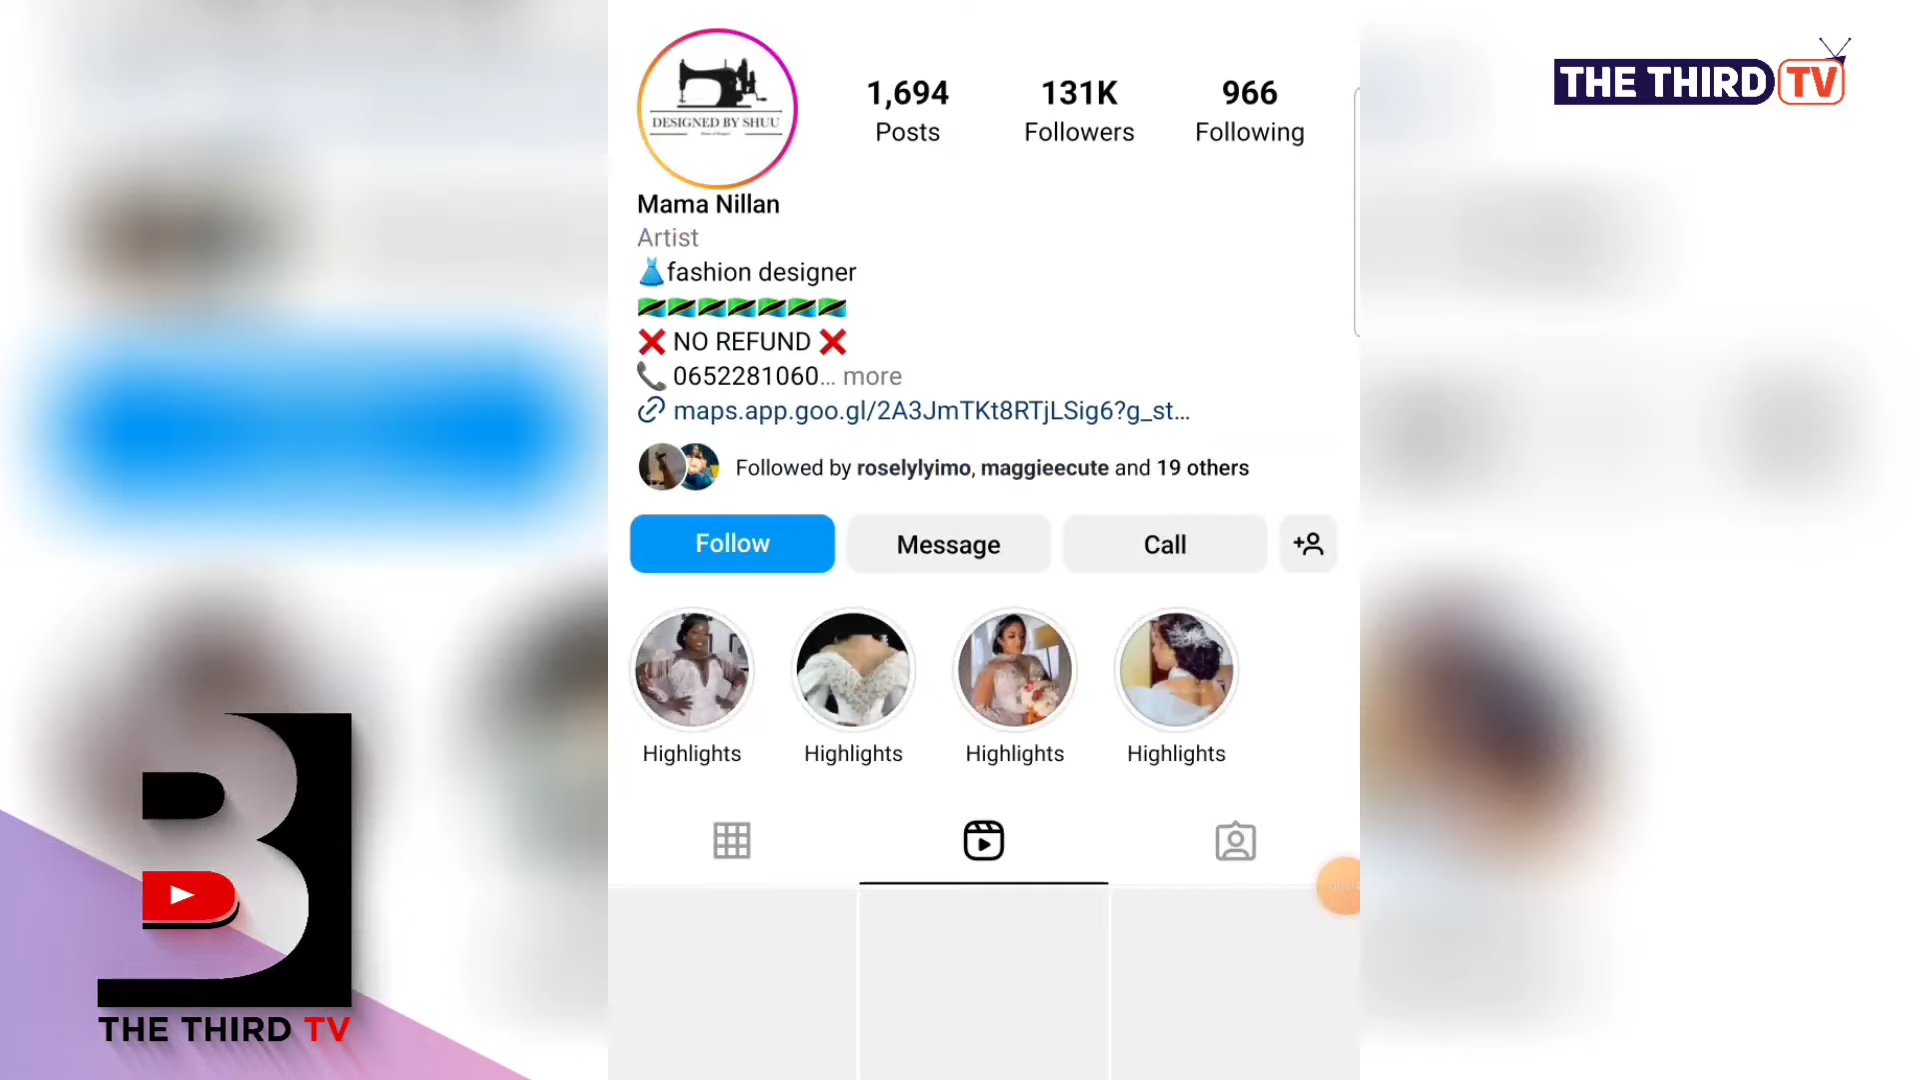 THE THIRD TV
DESIGNED BY SHUU
1,694
Posts
131K
Followers
966
Following
Mama Nillan
Artist
fashion designer
NO REFUND
0652281060... more
maps.app.goo.gl/2A3JmTKt8RTjLSig6?g_st...
Followed by roselylyimo, maggieecute and 19 others
Follow
Message
Call
Highlights
Highlights
Highlights
Highlights
THE THIRD TV